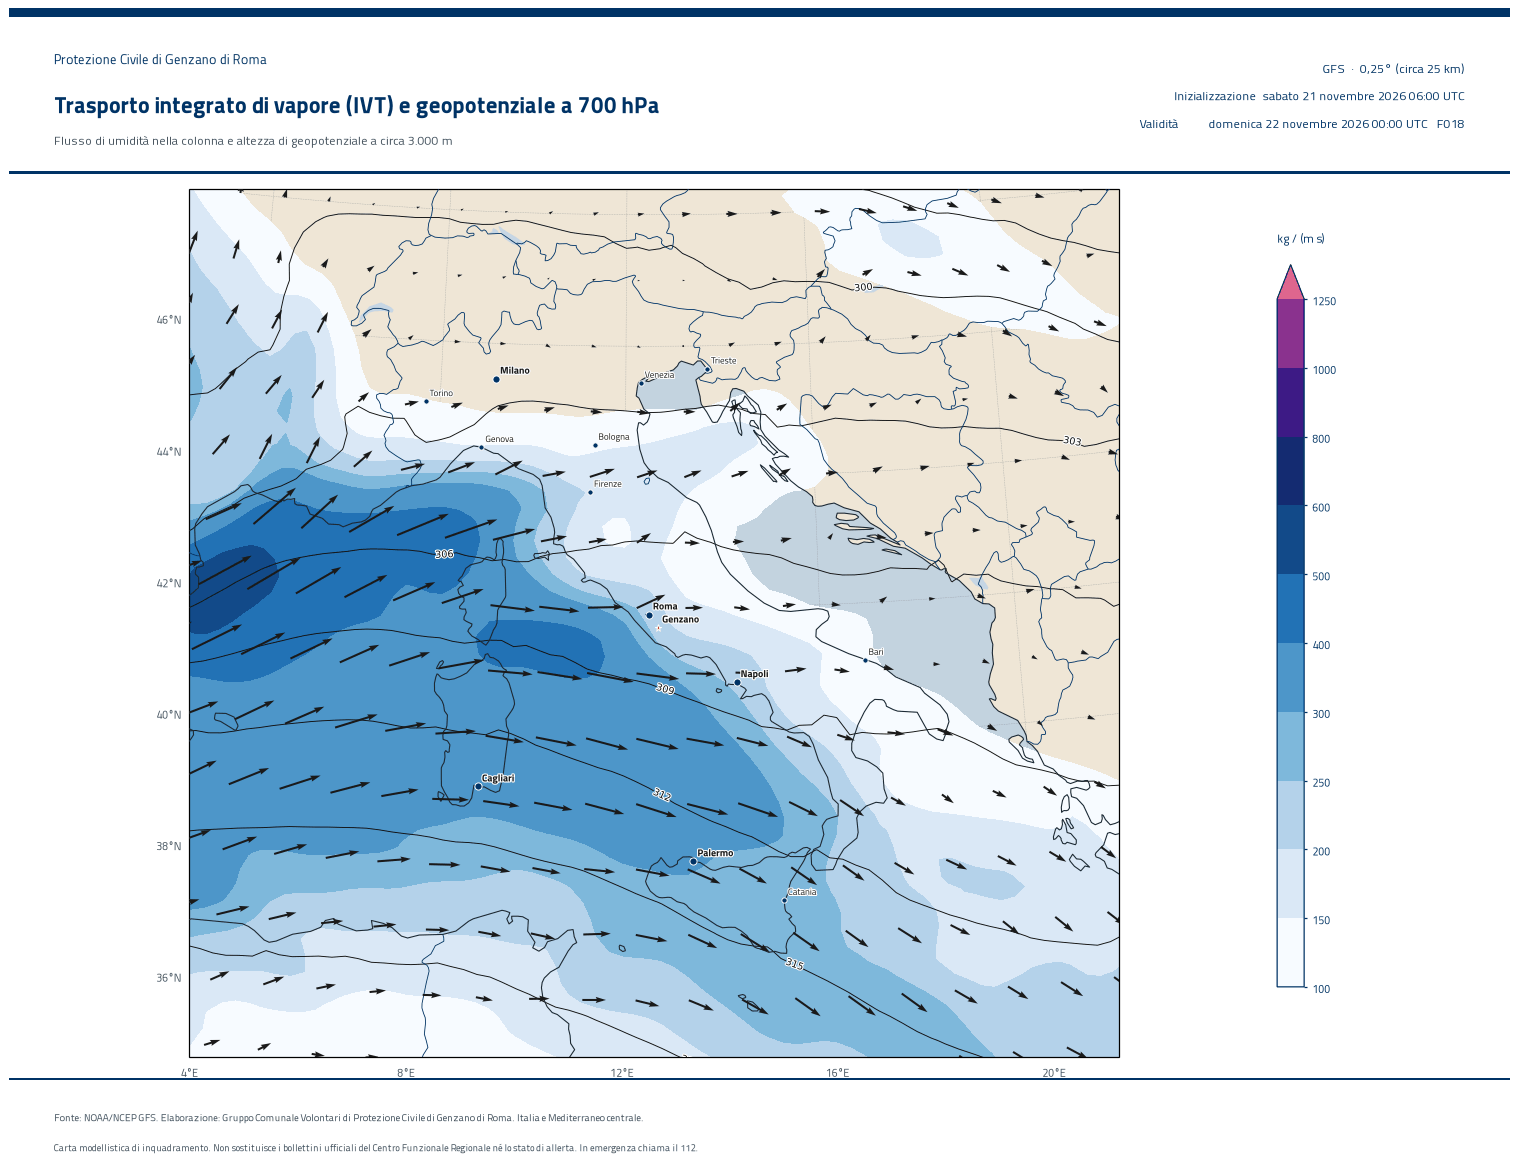 Protezione Civile di Genzano di Roma
Trasporto integrato di vapore (IVT) e geopotenziale a 700 hPa
Flusso di umidità nella colonna e altezza di geopotenziale a circa 3.000 m
GFS · 0,25° (circa 25 km)
Inizializzazione sabato 21 novembre 2026 06:00 UTC
Validità domenica 22 novembre 2026 00:00 UTC F018
kg / (m s)
1250
1000
800
600
500
400
300
250
200
150
100
46°N
44°N
42°N
40°N
38°N
36°N
4°E
8°E
12°E
16°E
20°E
300
303
306
309
312
315
Milano
Torino
Venezia
Trieste
Genova
Bologna
Firenze
Roma
Genzano
Bari
Napoli
Cagliari
Palermo
Catania
Fonte: NOAA/NCEP GFS. Elaborazione: Gruppo Comunale Volontari di Protezione Civile di Genzano di Roma. Italia e Mediterraneo centrale.
Carta modellistica di inquadramento. Non sostituisce i bollettini ufficiali del Centro Funzionale Regionale né lo stato di allerta. In emergenza chiama il 112.